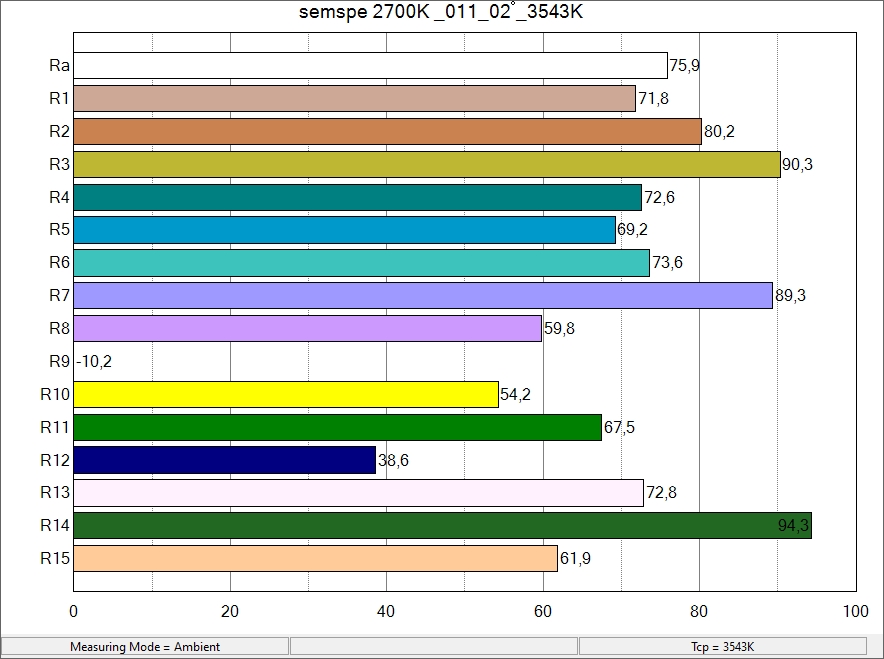 semspe 2700K _011_02°_3543K
Ra 75,9
R1 71,8
R2 80,2
R3 90,3
R4 72,6
R5 69,2
R6 73,6
R7 89,3
R8 59,8
R9 -10,2
R10 54,2
R11 67,5
R12 38,6
R13 72,8
R14 94,3
R15 61,9
0 20 40 60 80 100
Measuring Mode = Ambient Tcp = 3543K